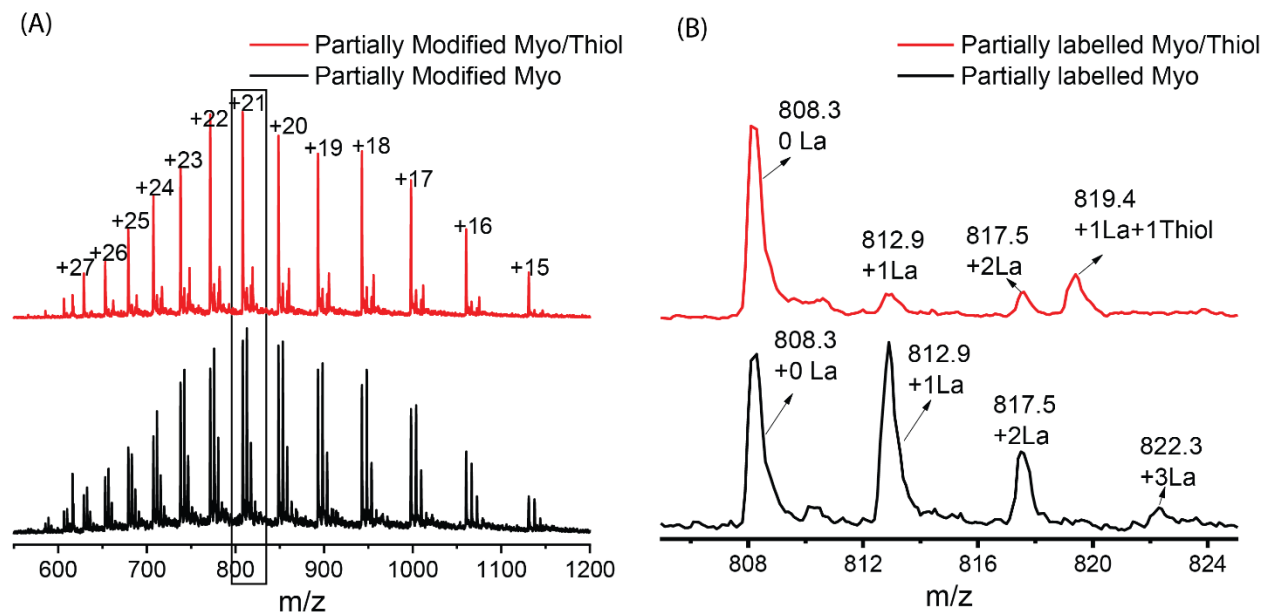 (A)
Partially Modified Myo/Thiol
Partially Modified Myo
+27
+26
+25
+24
+23
+22
+21
+20
+19
+18
+17
+16
+15
600
700
800
900
1000
1100
1200
m/z
(B)
Partially labelled Myo/Thiol
Partially labelled Myo
808.3
0 La
812.9
+1La
817.5
+2La
819.4
+1La+1Thiol
808.3
+0 La
812.9
+1La
817.5
+2La
822.3
+3La
808
812
816
820
824
m/z